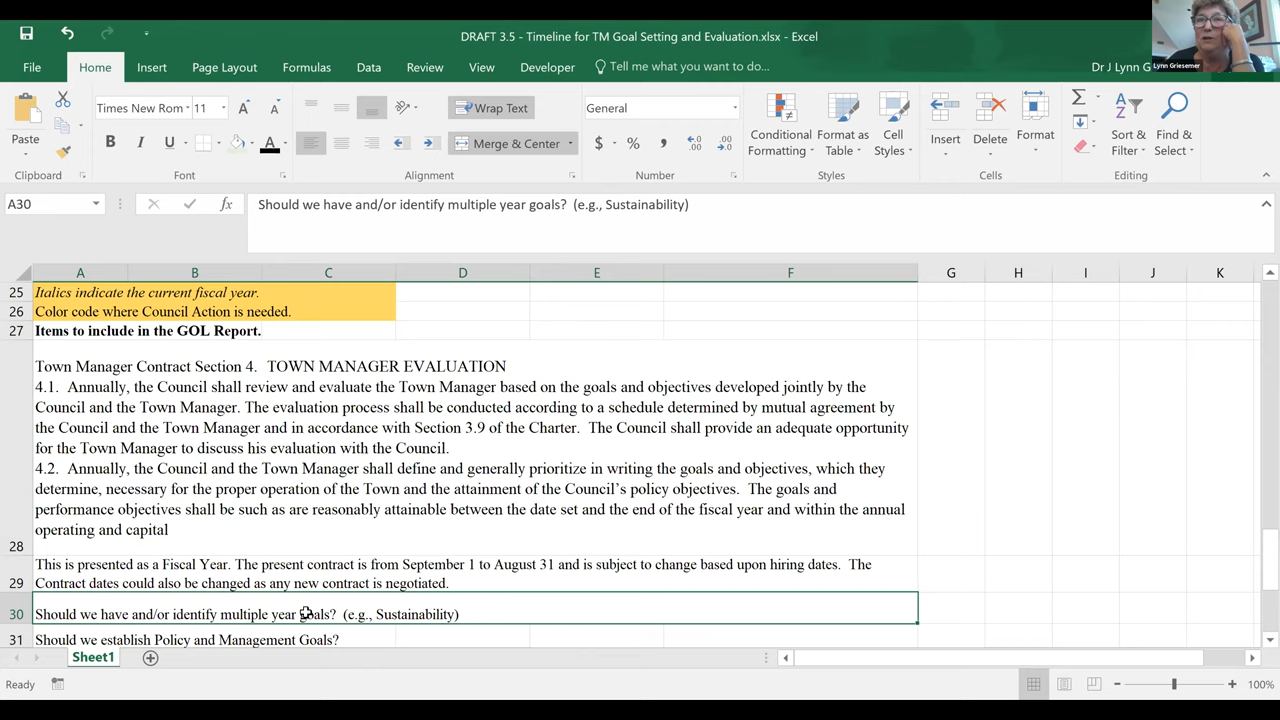 DRAFT 3.5 - Timeline for TM Goal Setting and Evaluation.xlsx - Excel
Lynn Griesemer
File Home Insert Page Layout Formulas Data Review View Developer Tell me what you want to do... Dr J Lynn G
Times New Rom 11 A A Wrap Text General
Paste B I U A Merge & Center $ % , Conditional Formatting Format as Table Cell Styles Insert Delete Format Sort & Filter Find & Select
Clipboard Font Alignment Number Styles Cells Editing
A30 fx Should we have and/or identify multiple year goals? (e.g., Sustainability)
A B C D E F G H I J K
25 Italics indicate the current fiscal year.
26 Color code where Council Action is needed.
27 Items to include in the GOL Report.
Town Manager Contract Section 4. TOWN MANAGER EVALUATION
4.1. Annually, the Council shall review and evaluate the Town Manager based on the goals and objectives developed jointly by the
Council and the Town Manager. The evaluation process shall be conducted according to a schedule determined by mutual agreement by
the Council and the Town Manager and in accordance with Section 3.9 of the Charter. The Council shall provide an adequate opportunity
for the Town Manager to discuss his evaluation with the Council.
4.2. Annually, the Council and the Town Manager shall define and generally prioritize in writing the goals and objectives, which they
determine, necessary for the proper operation of the Town and the attainment of the Council's policy objectives. The goals and
performance objectives shall be such as are reasonably attainable between the date set and the end of the fiscal year and within the annual
operating and capital
28
This is presented as a Fiscal Year. The present contract is from September 1 to August 31 and is subject to change based upon hiring dates. The
29 Contract dates could also be changed as any new contract is negotiated.
30 Should we have and/or identify multiple year goals? (e.g., Sustainability)
31 Should we establish Policy and Management Goals?
Sheet1
Ready 100%